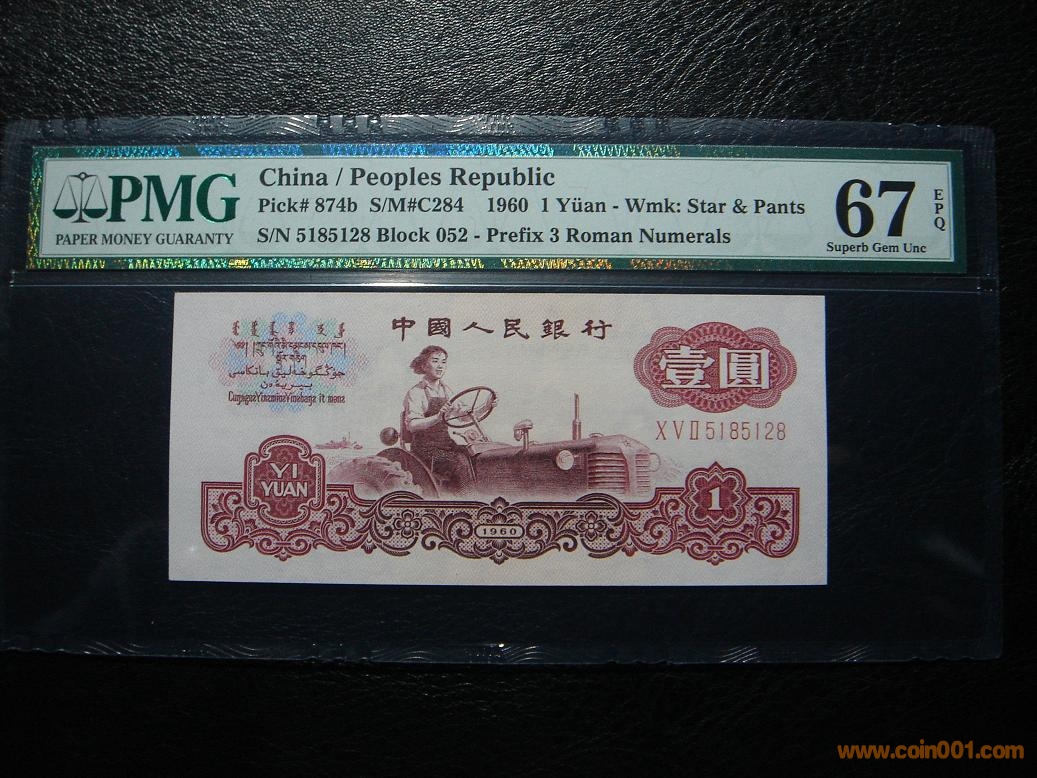 China / Peoples Republic
PMG
Pick# 874b S/M#C284 1960 1 Yüan - Wmk: Star & Pants
67
EPQ
PAPER MONEY GUARANTY
S/N 5185128 Block 052 - Prefix 3 Roman Numerals
Superb Gem Unc
中國人民銀行
壹圓
XVII5185128
YI
YUAN
1
1960
www.coin001.com